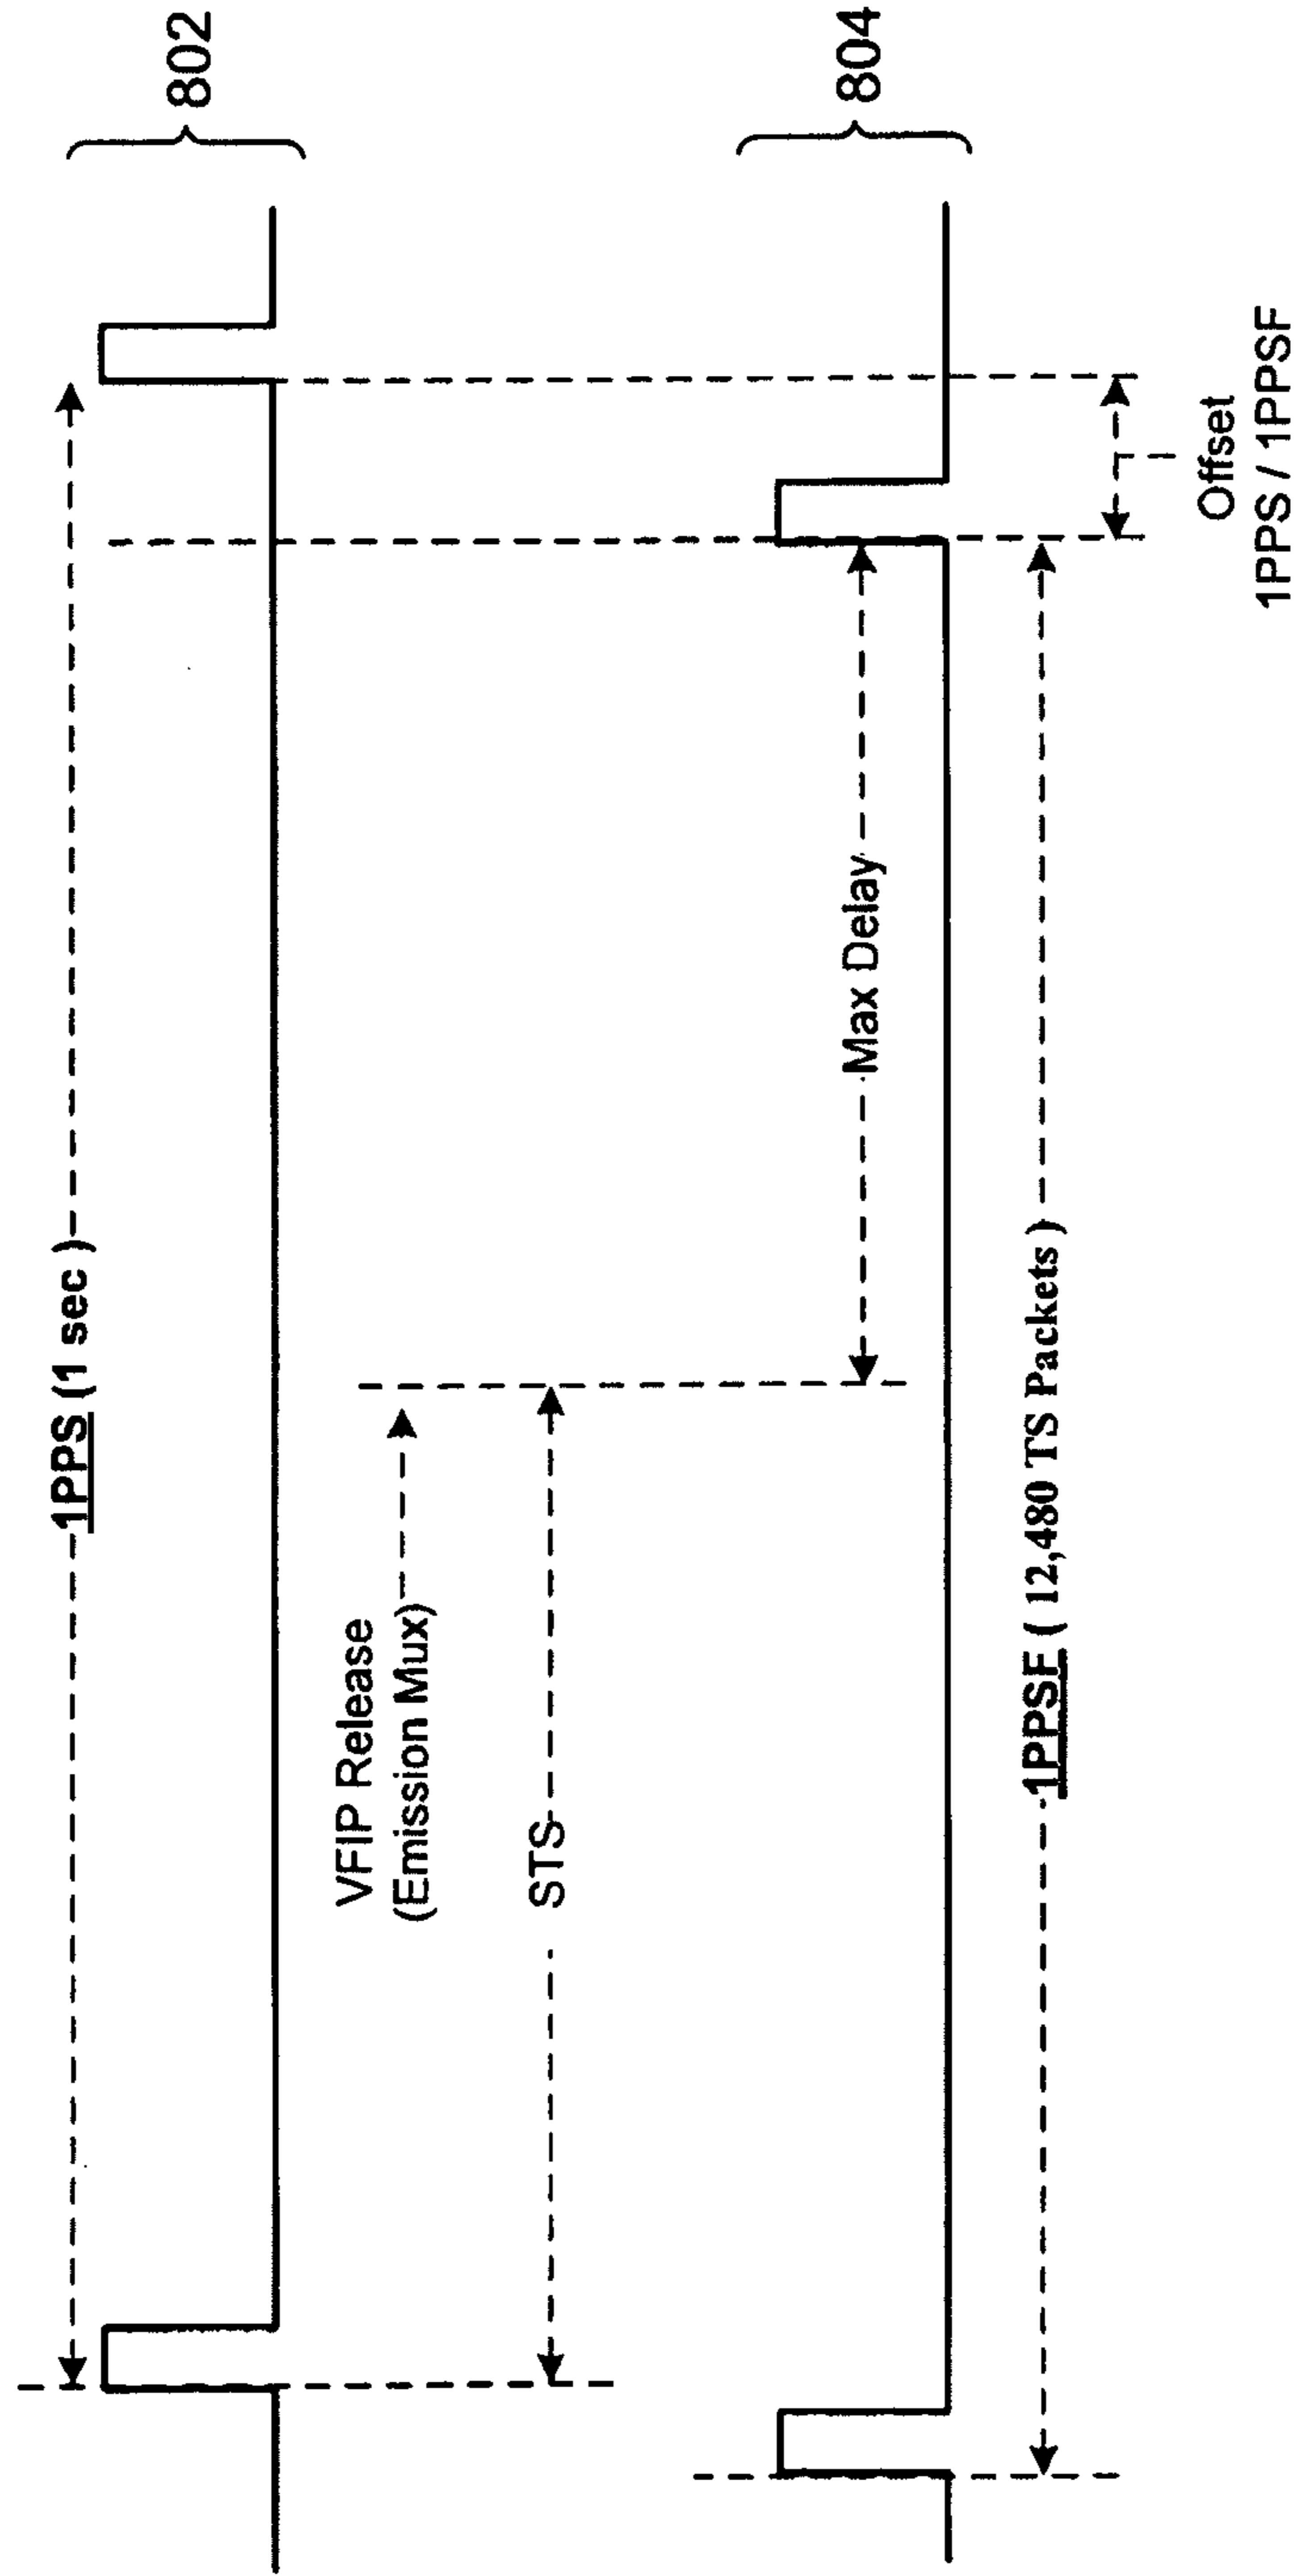 1PPS (1 sec )
802
VFIP Release
(Emission Mux)
STS
Max Delay
804
1PPSF ( 12,480 TS Packets )
Offset
1PPS / 1PPSF